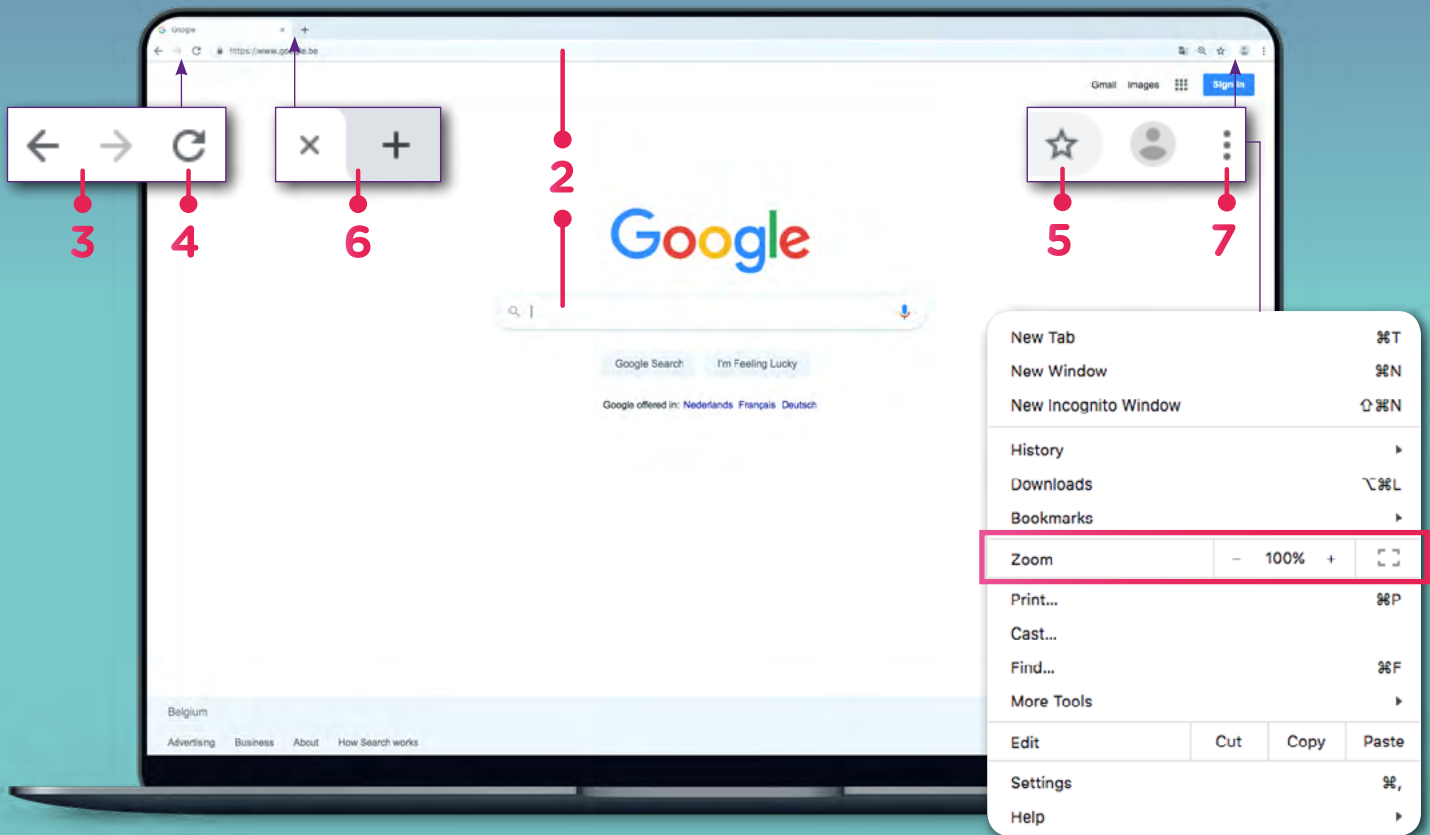 Google
https://www.google.be
Gmail Images Sign in
2
3
4
6
5
7
Google
Google Search I'm Feeling Lucky
Google offered in: Nederlands Français Deutsch
New Tab ⌘T
New Window ⌘N
New Incognito Window ⇧⌘N
History
Downloads ⌥⌘L
Bookmarks
Zoom - 100% +
Print... ⌘P
Cast...
Find... ⌘F
More Tools
Edit Cut Copy Paste
Settings ⌘,
Help
Belgium
Advertising Business About How Search works